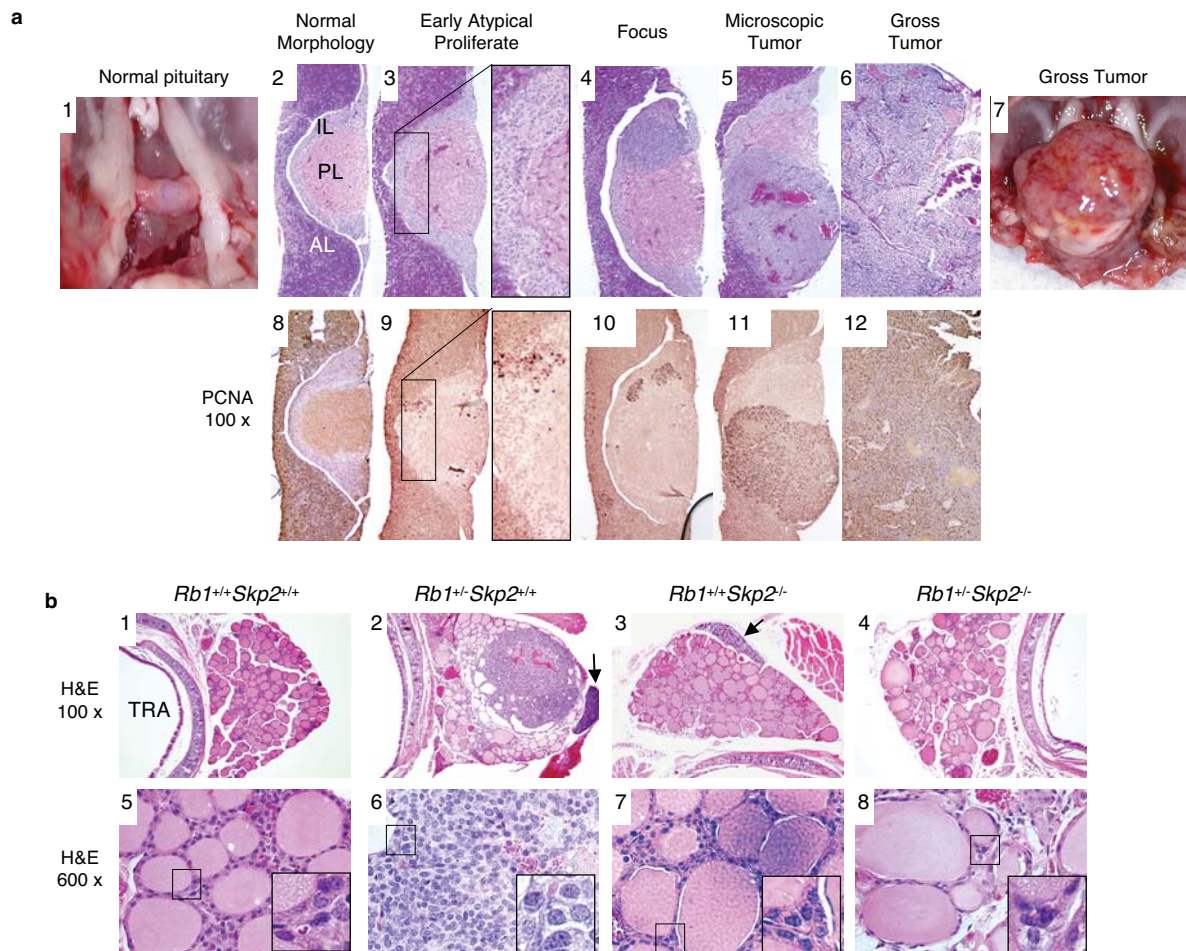 a
Normal pituitary
Normal
Morphology
Early Atypical
Proliferate
Focus
Microscopic
Tumor
Gross
Tumor
Gross Tumor
1
2
3
4
5
6
7
IL
PL
AL
PCNA
100 x
8
9
10
11
12
b
Rb1+/+Skp2+/+
Rb1+/-Skp2+/+
Rb1+/+Skp2-/-
Rb1+/-Skp2-/-
H&E
100 x
1
2
3
4
TRA
H&E
600 x
5
6
7
8